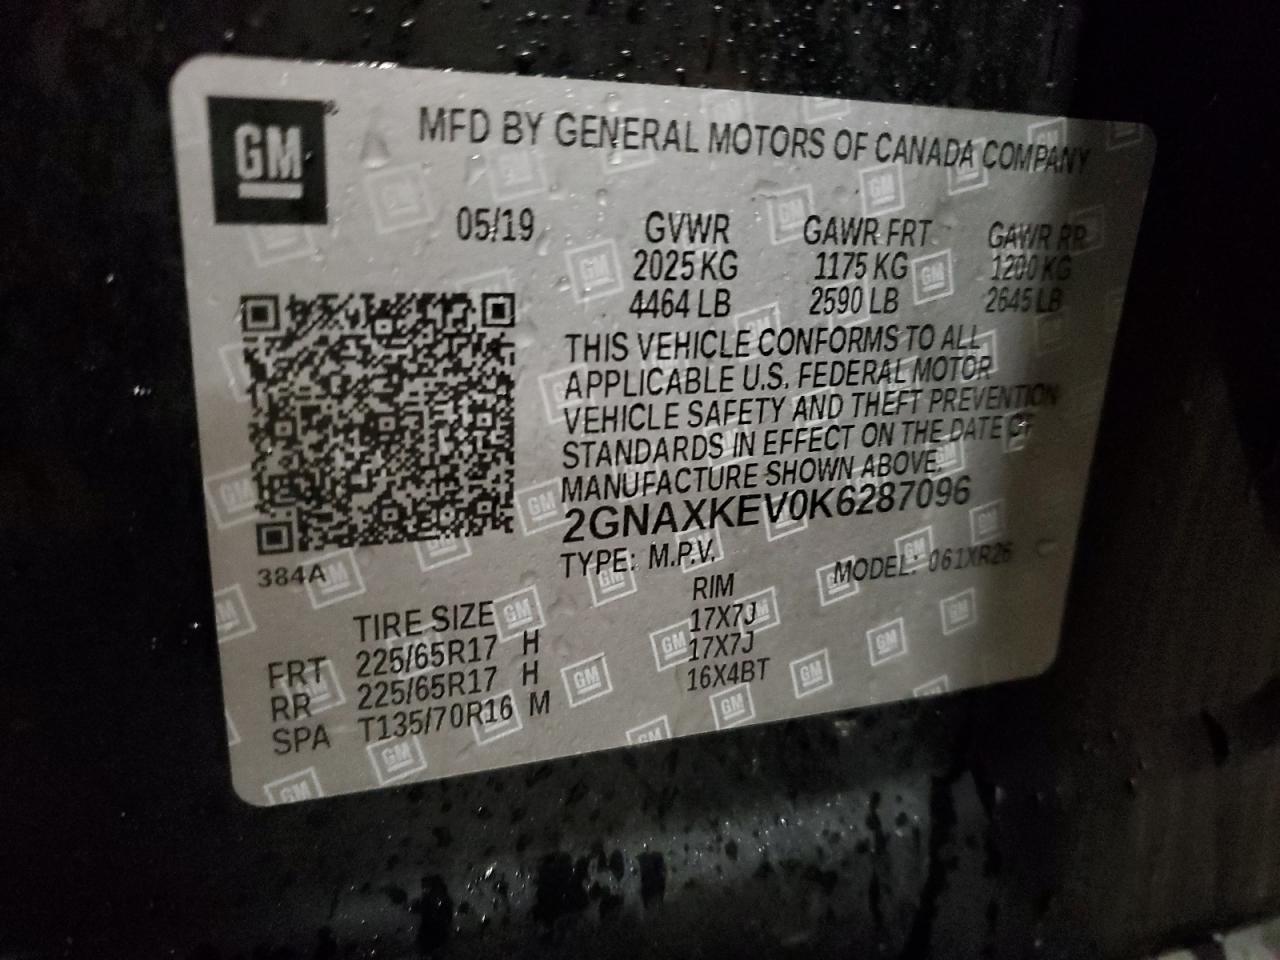 GM
MFD BY GENERAL MOTORS OF CANADA COMPANY
05/19 GVWR GAWR FRT GAWR RR
2025 KG 1175 KG 1200 KG
4464 LB 2590 LB 2645 LB
THIS VEHICLE CONFORMS TO ALL
APPLICABLE U.S. FEDERAL MOTOR
VEHICLE SAFETY AND THEFT PREVENTION
STANDARDS IN EFFECT ON THE DATE OF
MANUFACTURE SHOWN ABOVE.
2GNAXKEV0K6287096
TYPE: M.P.V. MODEL: 061XR26
384A
TIRE SIZE RIM
FRT 225/65R17 H 17X7J
RR 225/65R17 H 17X7J
SPA T135/70R16 M 16X4BT